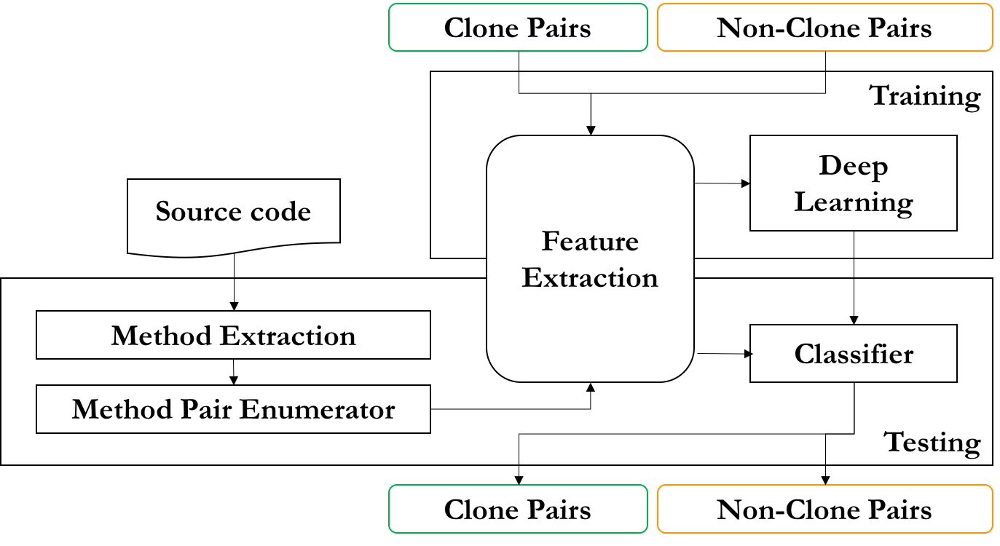 Clone Pairs
Non-Clone Pairs
Training
Deep
Learning
Source code
Feature
Extraction
Method Extraction
Classifier
Method Pair Enumerator
Testing
Clone Pairs
Non-Clone Pairs